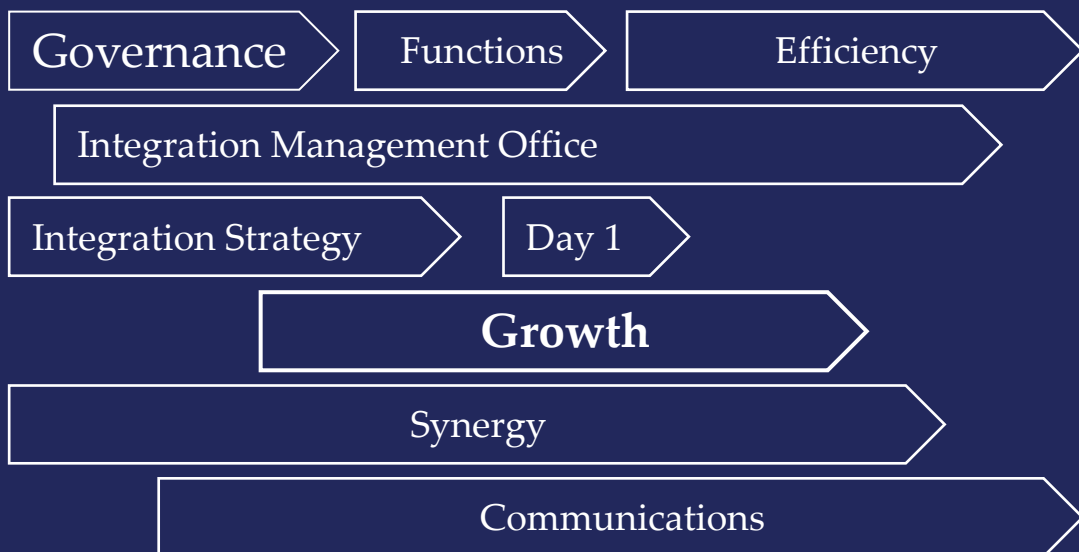 Governance
Functions
Efficiency
Integration Management Office
Integration Strategy
Day 1
Growth
Synergy
Communications